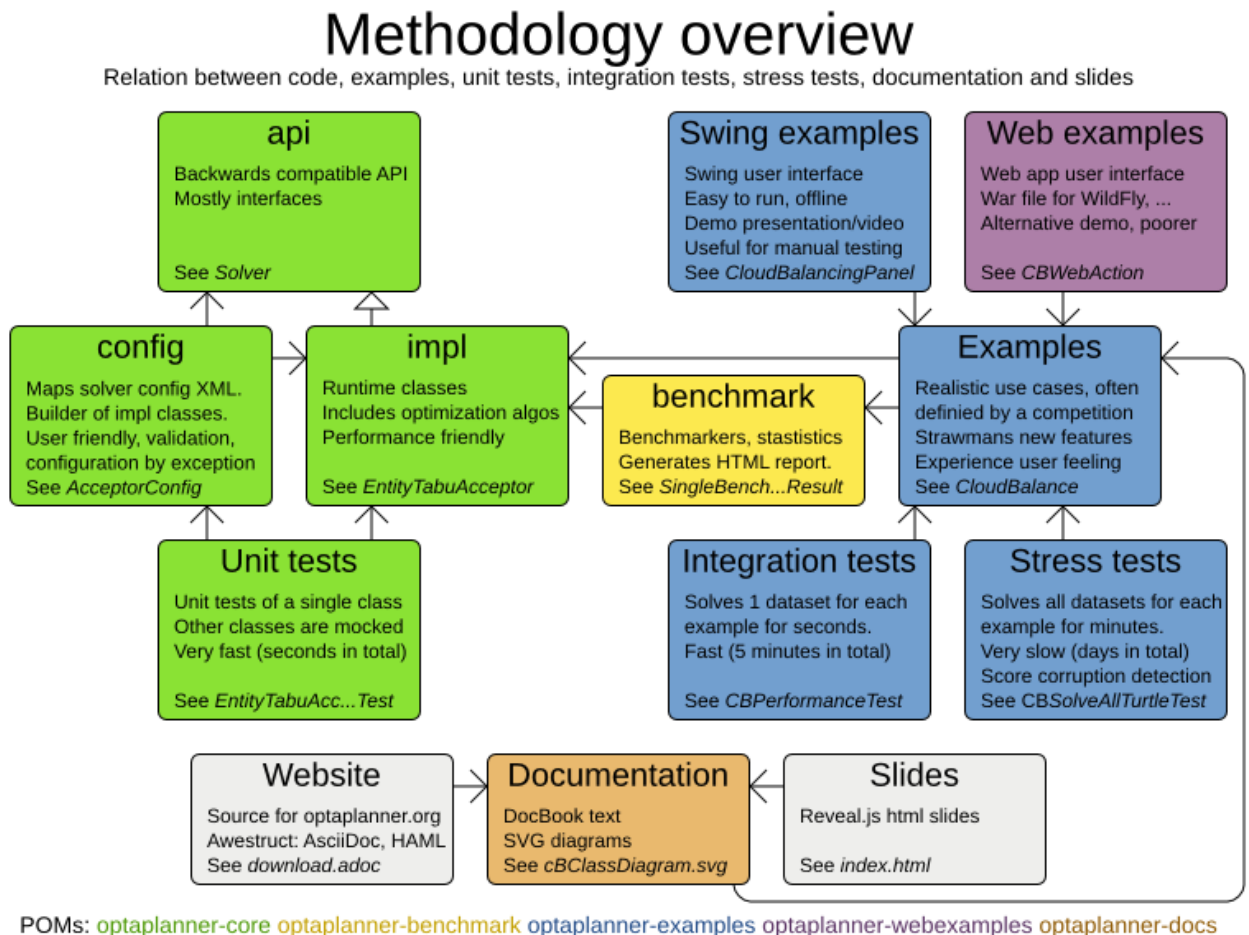 Methodology overview
Relation between code, examples, unit tests, integration tests, stress tests, documentation and slides
api
Backwards compatible API
Mostly interfaces
See Solver
Swing examples
Swing user interface
Easy to run, offline
Demo presentation/video
Useful for manual testing
See CloudBalancingPanel
Web examples
Web app user interface
War file for WildFly, ...
Alternative demo, poorer
See CBWebAction
config
Maps solver config XML.
Builder of impl classes.
User friendly, validation,
configuration by exception
See AcceptorConfig
impl
Runtime classes
Includes optimization algos
Performance friendly
See EntityTabuAcceptor
benchmark
Benchmarkers, stastistics
Generates HTML report.
See SingleBench...Result
Examples
Realistic use cases, often
definied by a competition
Strawmans new features
Experience user feeling
See CloudBalance
Unit tests
Unit tests of a single class
Other classes are mocked
Very fast (seconds in total)
See EntityTabuAcc...Test
Integration tests
Solves 1 dataset for each
example for seconds.
Fast (5 minutes in total)
See CBPerformanceTest
Stress tests
Solves all datasets for each
example for minutes.
Very slow (days in total)
Score corruption detection
See CBSolveAllTurtleTest
Website
Source for optaplanner.org
Awestruct: AsciiDoc, HAML
See download.adoc
Documentation
DocBook text
SVG diagrams
See cBClassDiagram.svg
Slides
Reveal.js html slides
See index.html
POMs: optaplanner-core optaplanner-benchmark optaplanner-examples optaplanner-webexamples optaplanner-docs